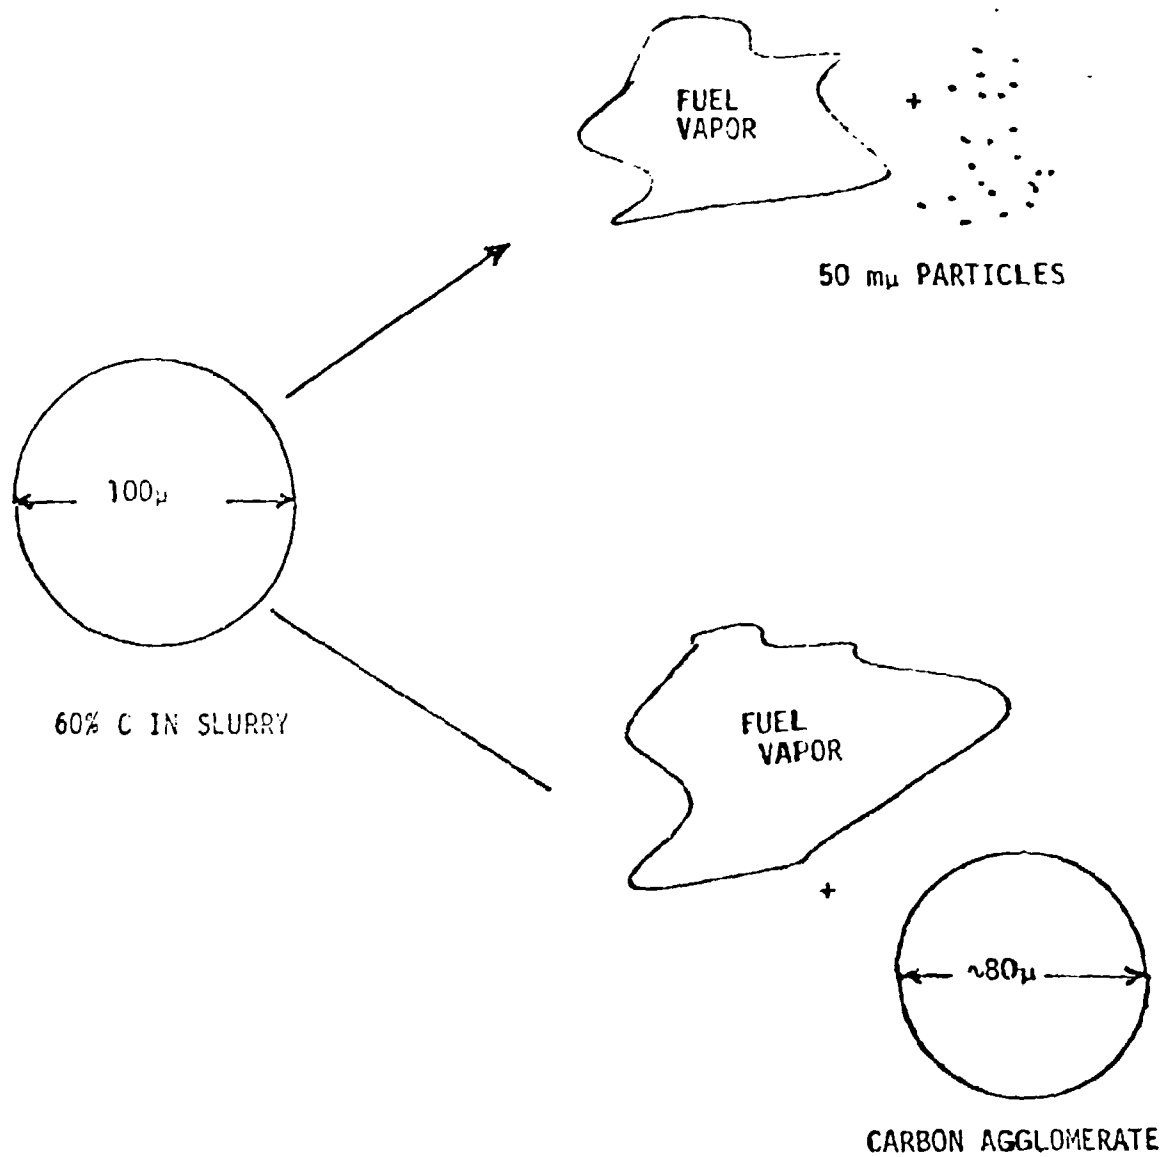 FUEL
VAPOR
+
50 mμ PARTICLES
100μ
60% C IN SLURRY
FUEL
VAPOR
+
~80μ
CARBON AGGLOMERATE